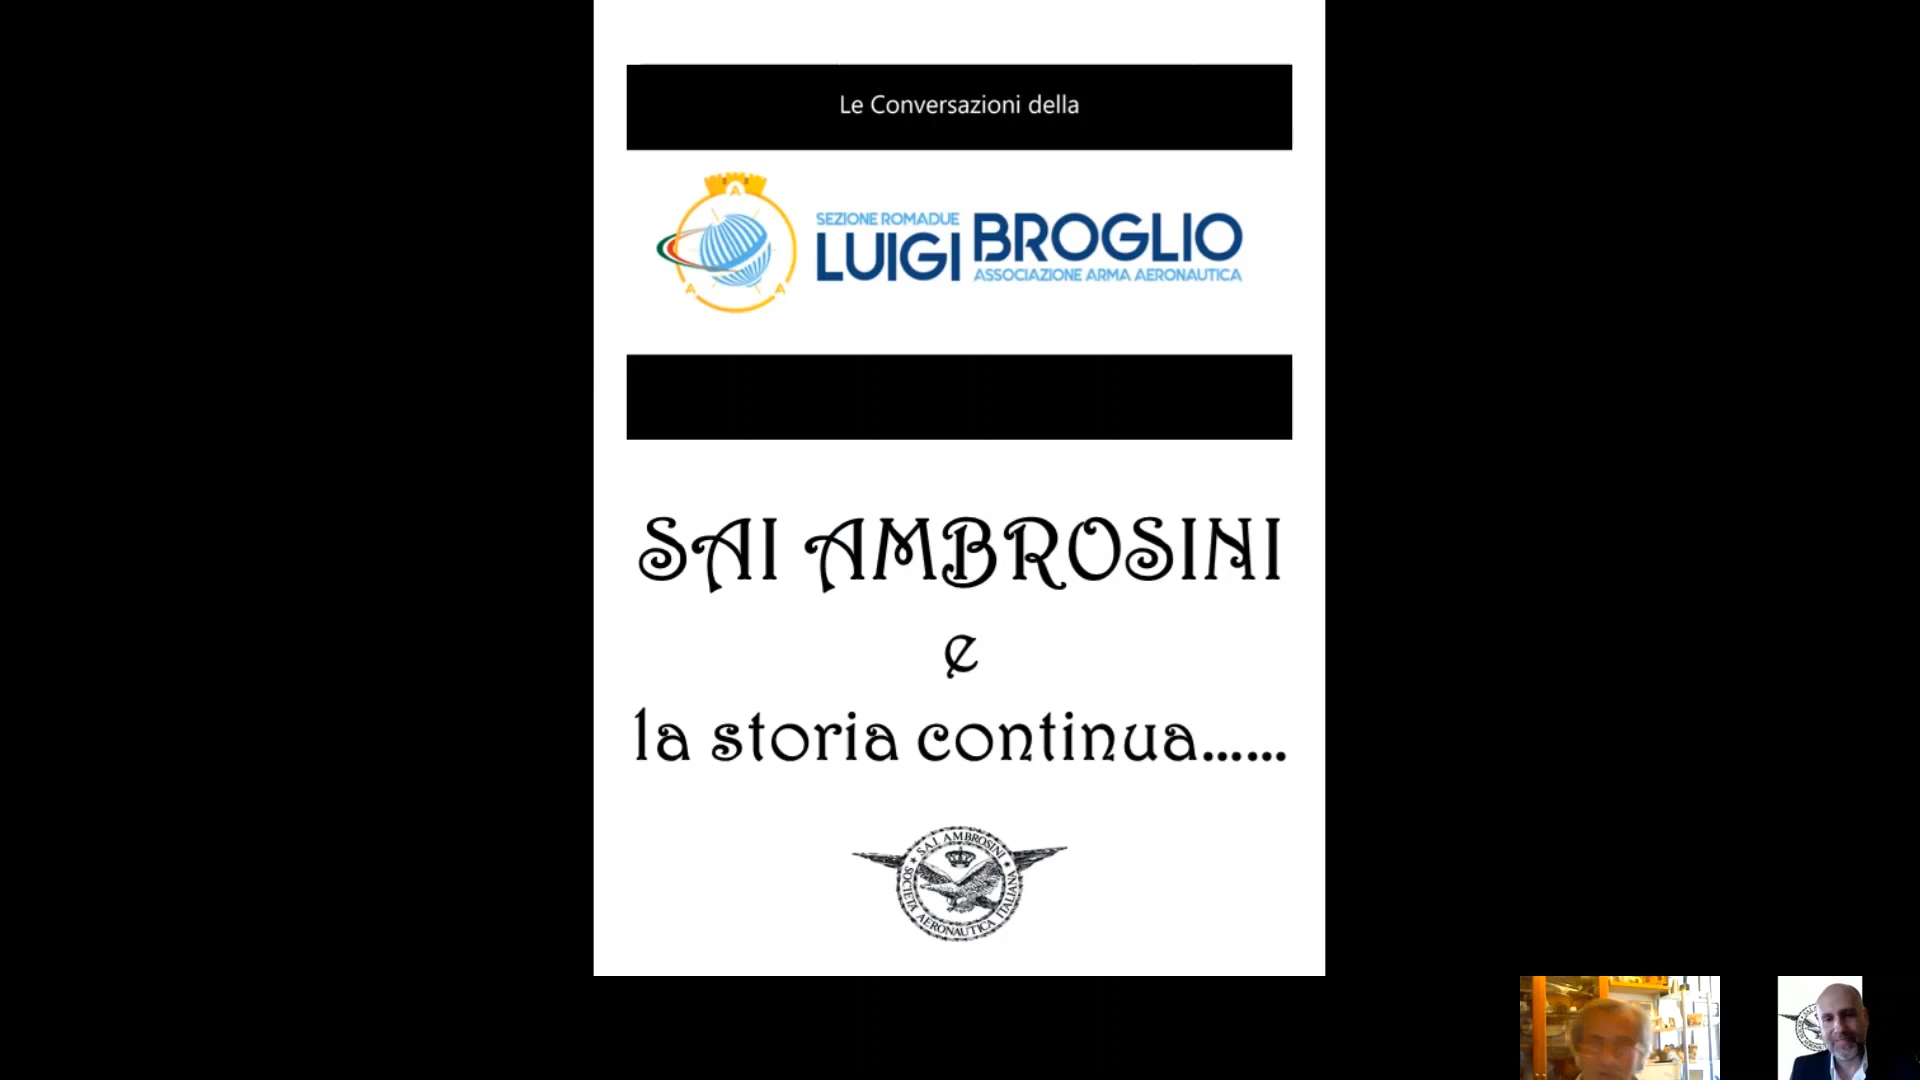 Le Conversazioni della
SEZIONE ROMADUE
LUIGI BROGLIO
ASSOCIAZIONE ARMA AERONAUTICA
A
A A
SAI AMBROSINI
e
la storia continua......
S.A.I. AMBROSINI
SOCIETÀ AERONAUTICA ITALIANA